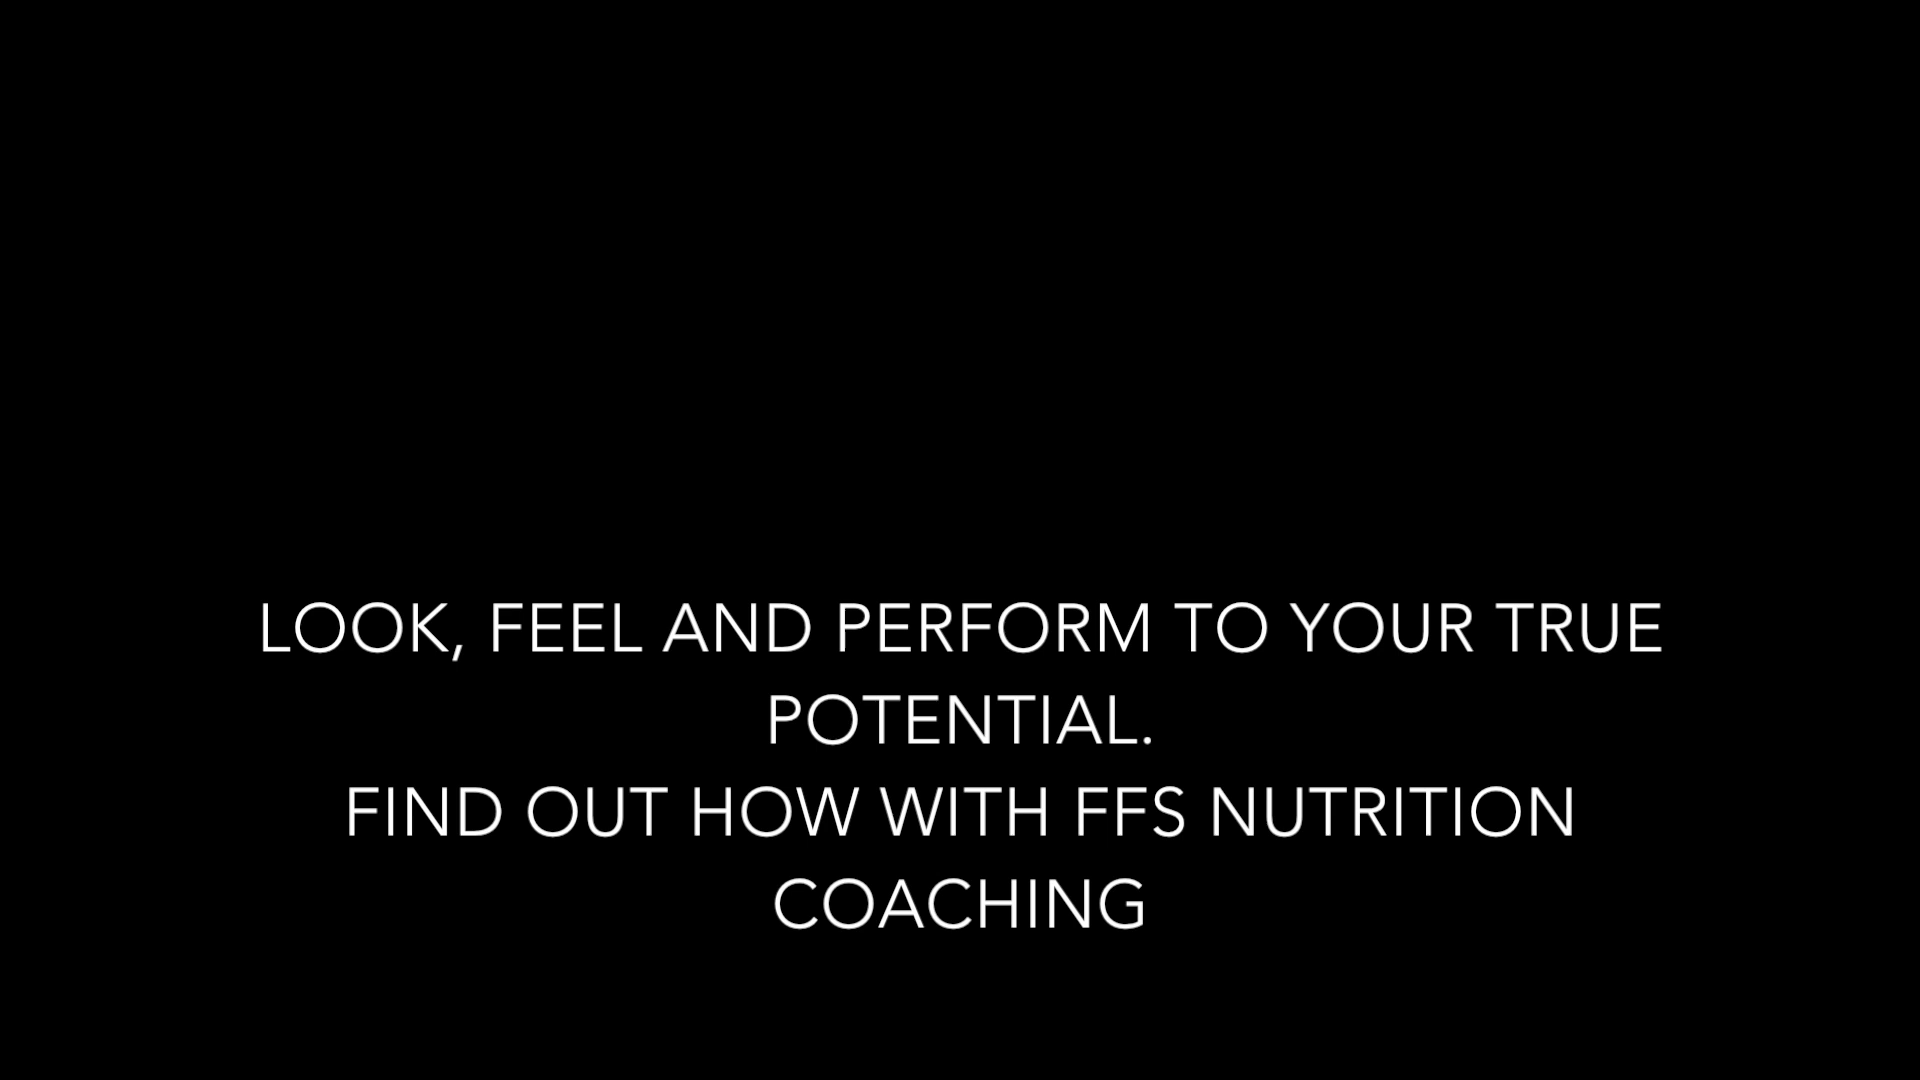 LOOK, FEEL AND PERFORM TO YOUR TRUE
POTENTIAL.
FIND OUT HOW WITH FFS NUTRITION
COACHING